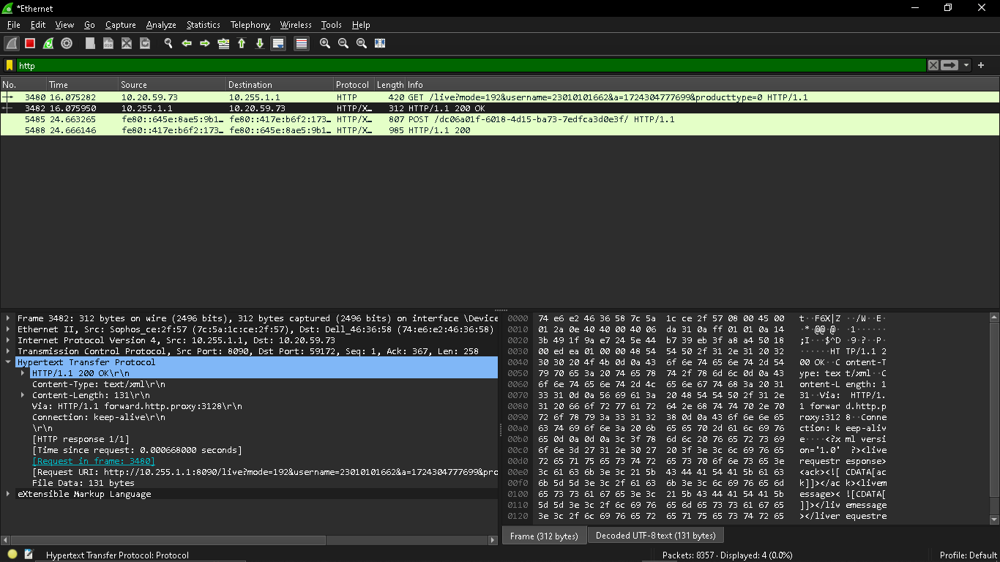 *Ethernet
File Edit View Go Capture Analyze Statistics Telephony Wireless Tools Help
http
No. Time Source Destination Protocol Length Info
3480 16.075282 10.20.59.73 10.255.1.1 HTTP 420 GET /live?mode=192&username=23010101662&a=1724304777699&producttype=0 HTTP/1.1
3482 16.075950 10.255.1.1 10.20.59.73 HTTP/X… 312 HTTP/1.1 200 OK
5485 24.663265 fe80::645e:8ae5:9b1… fe80::417e:b6f2:173… HTTP/X… 807 POST /dc06a01f-6018-4d15-ba73-7edfca3d0e3f/ HTTP/1.1
5488 24.666146 fe80::417e:b6f2:173… fe80::645e:8ae5:9b1… HTTP/X… 985 HTTP/1.1 200
Frame 3482: 312 bytes on wire (2496 bits), 312 bytes captured (2496 bits) on interface \Device
Ethernet II, Src: Sophos_ce:2f:57 (7c:5a:1c:ce:2f:57), Dst: Dell_46:36:58 (74:e6:e2:46:36:58)
Internet Protocol Version 4, Src: 10.255.1.1, Dst: 10.20.59.73
Transmission Control Protocol, Src Port: 8090, Dst Port: 59172, Seq: 1, Ack: 367, Len: 258
Hypertext Transfer Protocol
HTTP/1.1 200 OK\r\n
Content-Type: text/xml\r\n
Content-Length: 131\r\n
Via: HTTP/1.1 forward.http.proxy:3128\r\n
Connection: keep-alive\r\n
\r\n
[HTTP response 1/1]
[Time since request: 0.000668000 seconds]
[Request in frame: 3480]
[Request URI: http://10.255.1.1:8090/live?mode=192&username=23010101662&a=1724304777699&pro
File Data: 131 bytes
eXtensible Markup Language
0000 74 e6 e2 46 36 58 7c 5a 1c ce 2f 57 08 00 45 00 t··F6X|Z ··/W··E·
0010 01 2a 0e 40 40 00 40 06 da 31 0a ff 01 01 0a 14 ·*·@@·@· ·1······
0020 3b 49 1f 9a e7 24 5e 44 b7 39 eb 3f a8 a4 50 18 ;I···$^D ·9·?··P·
0030 00 ed ea 01 00 00 48 54 54 50 2f 31 2e 31 20 32 ······HT TP/1.1 2
0040 30 30 20 4f 4b 0d 0a 43 6f 6e 74 65 6e 74 2d 54 00 OK··C ontent-T
0050 79 70 65 3a 20 74 65 78 74 2f 78 6d 6c 0d 0a 43 ype: tex t/xml··C
0060 6f 6e 74 65 6e 74 2d 4c 65 6e 67 74 68 3a 20 31 ontent-L ength: 1
0070 33 31 0d 0a 56 69 61 3a 20 48 54 54 50 2f 31 2e 31··Via: HTTP/1.
0080 31 20 66 6f 72 77 61 72 64 2e 68 74 74 70 2e 70 1 forwar d.http.p
0090 72 6f 78 79 3a 33 31 32 38 0d 0a 43 6f 6e 6e 65 roxy:312 8··Conne
00a0 63 74 69 6f 6e 3a 20 6b 65 65 70 2d 61 6c 69 76 ction: k eep-aliv
00b0 65 0d 0a 0d 0a 3c 3f 78 6d 6c 20 76 65 72 73 69 e····<?x ml versi
00c0 6f 6e 3d 27 31 2e 30 27 20 3f 3e 3c 6c 69 76 65 on='1.0' ?><live
00d0 72 65 71 75 65 73 74 72 65 73 70 6f 6e 73 65 3e requestr esponse>
00e0 3c 61 63 6b 3e 3c 21 5b 43 44 41 54 41 5b 61 63 <ack><![ CDATA[ac
00f0 6b 5d 5d 3e 3c 2f 61 63 6b 3e 3c 6c 69 76 65 6d k]]></ac k><livem
0100 65 73 73 61 67 65 3e 3c 21 5b 43 44 41 54 41 5b essage>< ![CDATA[
0110 5d 5d 3e 3c 2f 6c 69 76 65 6d 65 73 73 61 67 65 ]]></liv emessage
0120 3e 3c 2f 6c 69 76 65 72 65 71 75 65 73 74 72 65 ></liver equestre
Frame (312 bytes) Decoded UTF-8 text (131 bytes)
Hypertext Transfer Protocol: Protocol Packets: 8357 · Displayed: 4 (0.0%) Profile: Default